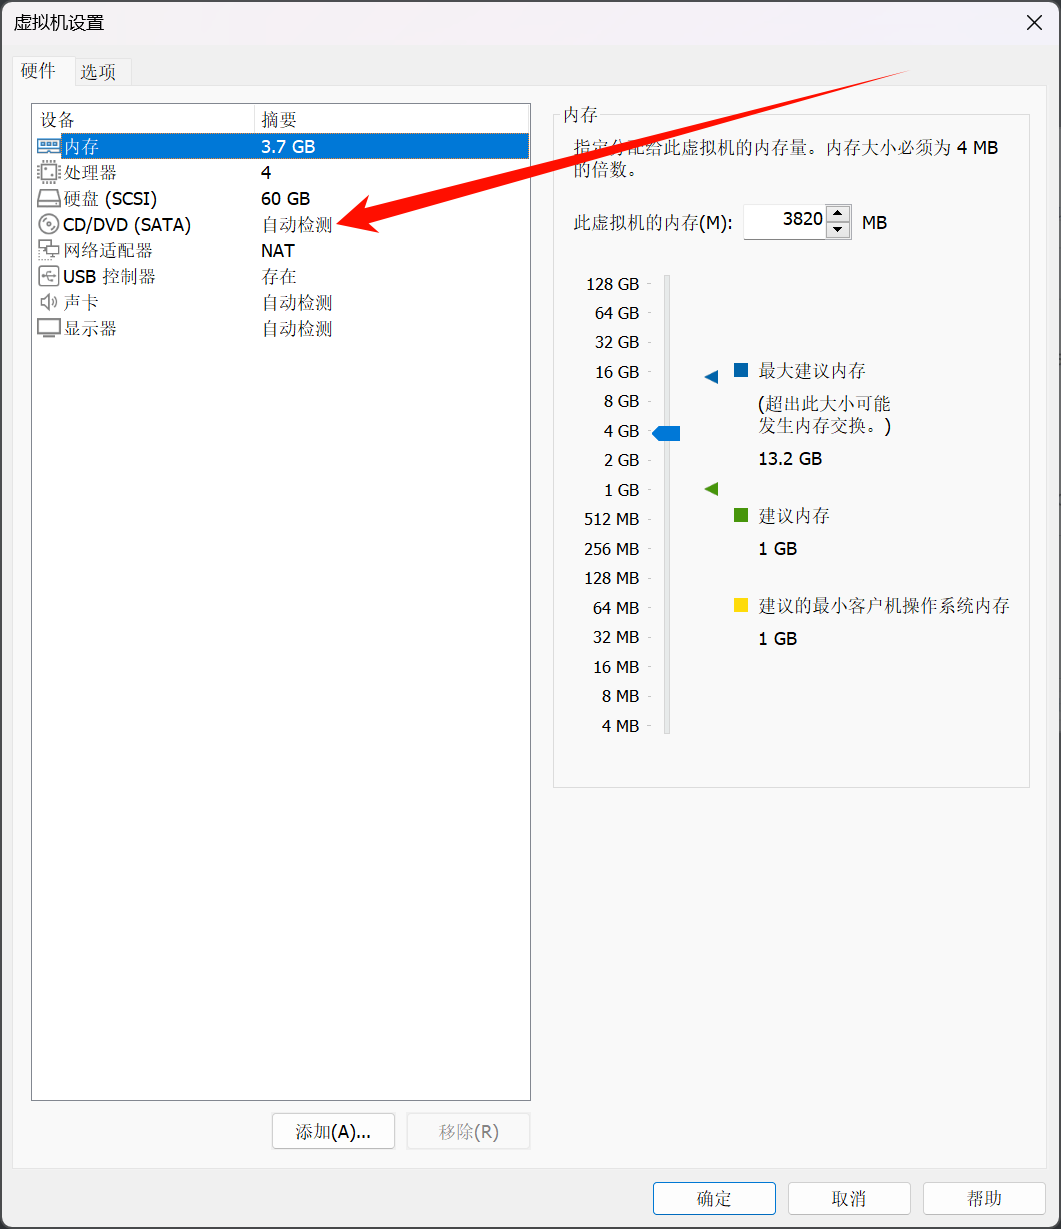 虚拟机设置
硬件 选项
设备 摘要
内存 3.7 GB
处理器 4
硬盘 (SCSI) 60 GB
CD/DVD (SATA) 自动检测
网络适配器 NAT
USB 控制器 存在
声卡 自动检测
显示器 自动检测
添加(A)... 移除(R)
内存
指定分配给此虚拟机的内存量。内存大小必须为 4 MB
的倍数。
此虚拟机的内存(M): 3820 MB
128 GB
64 GB
32 GB
16 GB
8 GB
4 GB
2 GB
1 GB
512 MB
256 MB
128 MB
64 MB
32 MB
16 MB
8 MB
4 MB
最大建议内存
(超出此大小可能
发生内存交换。)
13.2 GB
建议内存
1 GB
建议的最小客户机操作系统内存
1 GB
确定 取消 帮助